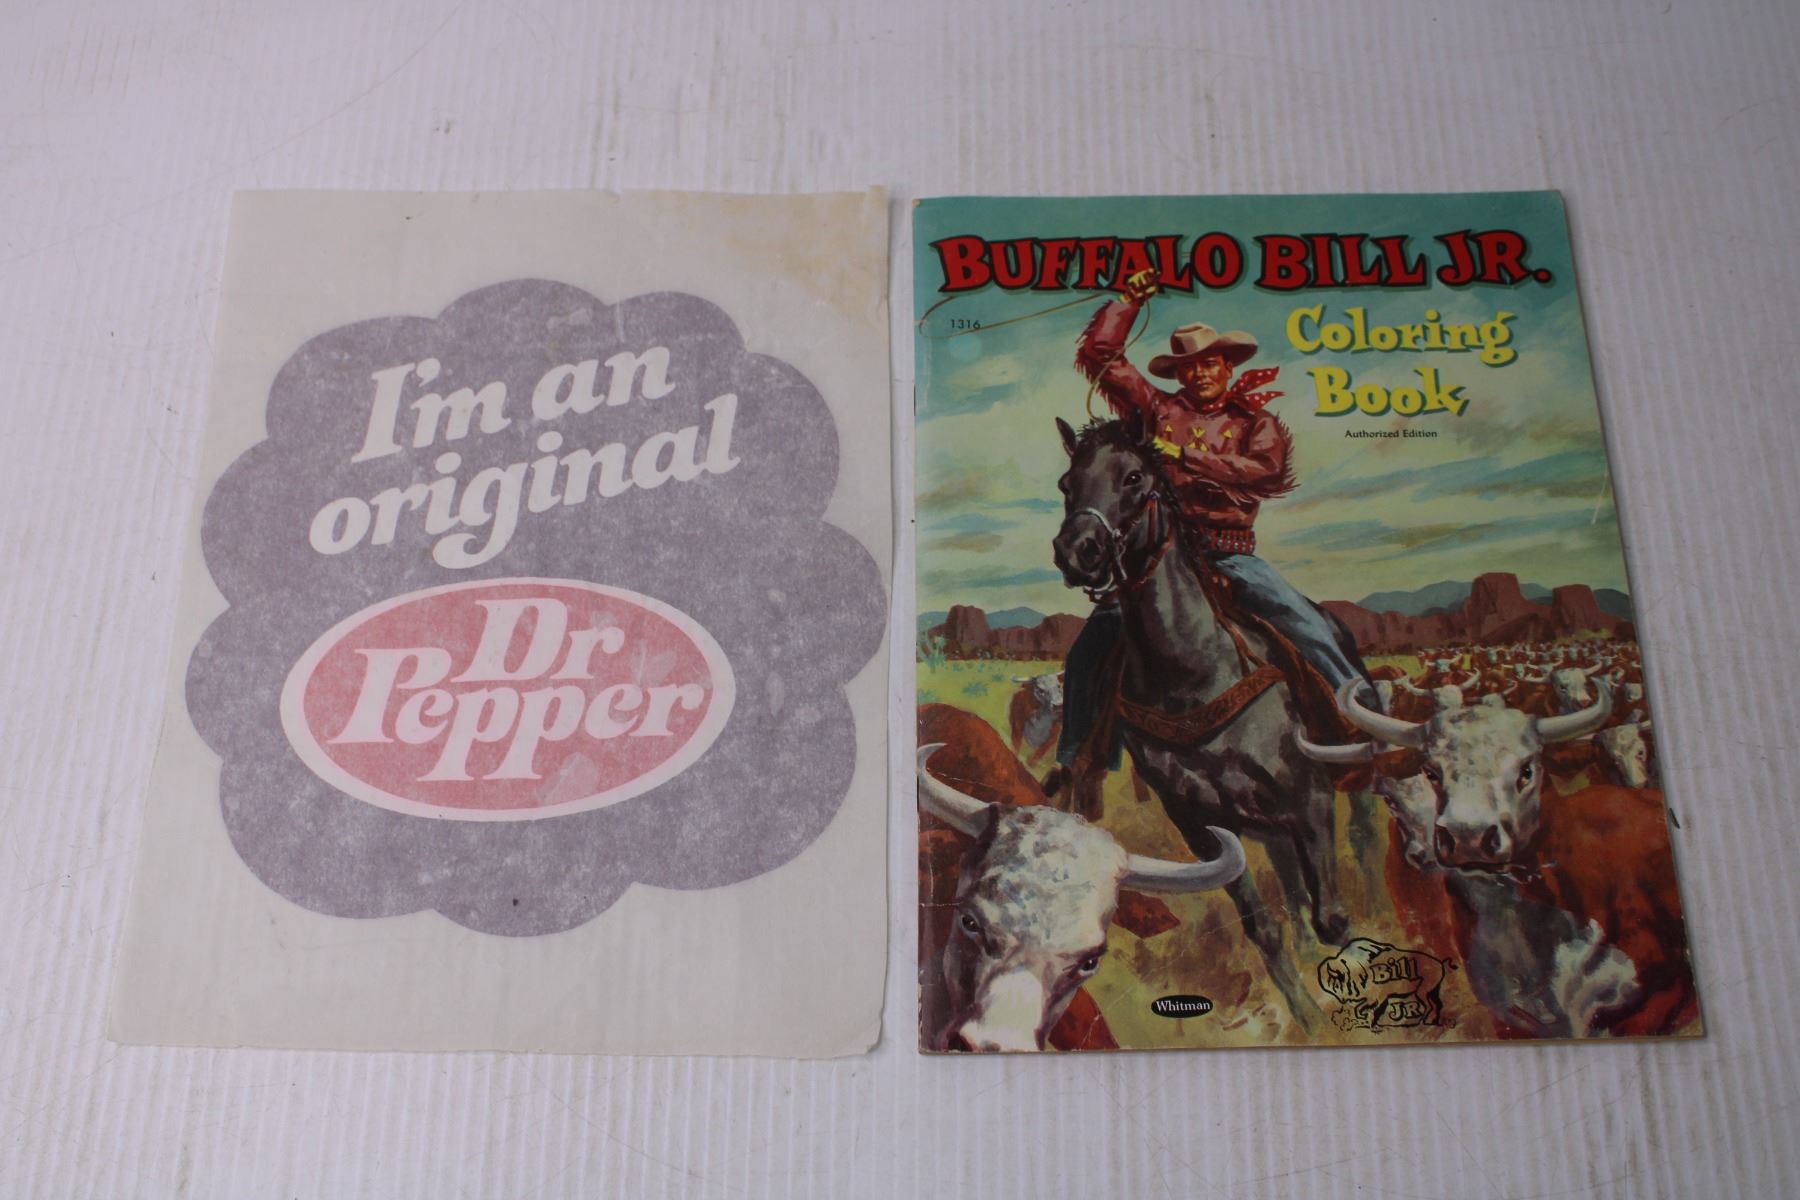 I'm an
original
Dr
Pepper
BUFFALO BILL JR.
1316
Coloring
Book
Authorized Edition
Whitman
Bill
JR